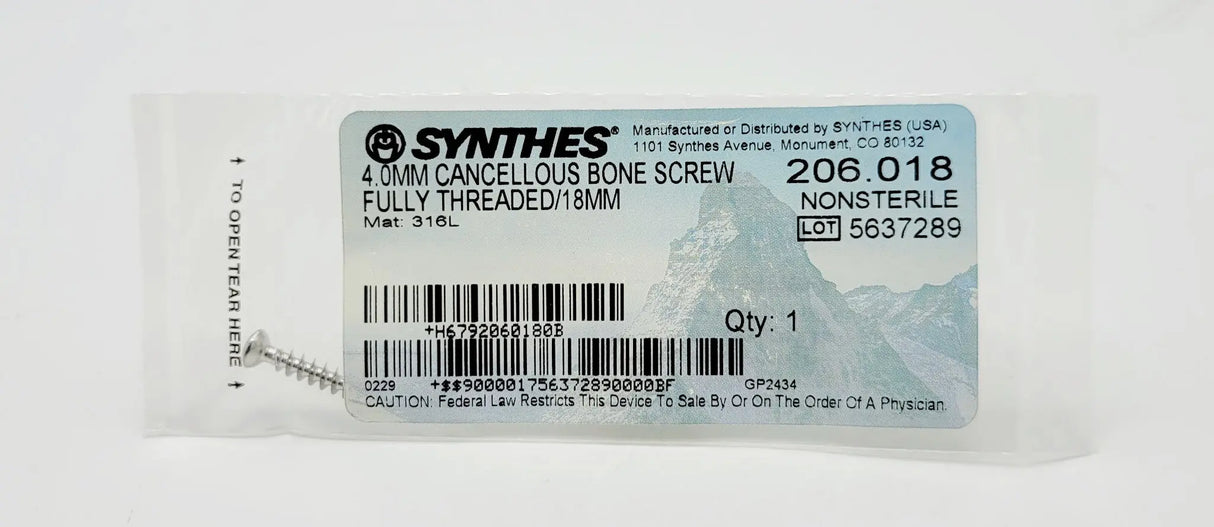 TO OPEN TEAR HERE
SYNTHES®
Manufactured or Distributed by SYNTHES (USA)
1101 Synthes Avenue, Monument, CO 80132
4.0MM CANCELLOUS BONE SCREW
FULLY THREADED/18MM
Mat: 316L
206.018
NONSTERILE
LOT 5637289
+H6792060180B
Qty: 1
0229 +$$900001756372890000BF GP2434
CAUTION: Federal Law Restricts This Device To Sale By Or On The Order Of A Physician.